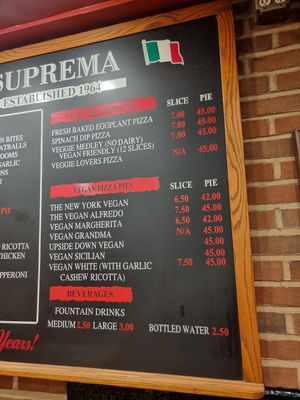 SUPREMA
ESTABLISHED 1964
SLICE PIE
FRESH BAKED EGGPLANT PIZZA 7.00 45.00
SPINACH DIP PIZZA 7.00 45.00
VEGGIE MEDLEY (NO DAIRY) 7.00 45.00
VEGAN FRIENDLY (12 SLICES)
VEGGIE LOVERS PIZZA N/A 45.00
VEGAN PIZZA PIES SLICE PIE
THE NEW YORK VEGAN 6.50 42.00
THE VEGAN ALFREDO 7.50 45.00
VEGAN MARGHERITA 6.50 42.00
VEGAN GRANDMA N/A 45.00
UPSIDE DOWN VEGAN 45.00
VEGAN SICILIAN 45.00
VEGAN WHITE (WITH GARLIC 7.50 45.00
CASHEW RICOTTA)
BEVERAGES
FOUNTAIN DRINKS
MEDIUM 2.50 LARGE 3.00 BOTTLED WATER 2.50
N BITES
ATBALLS
OOMS
ARLIC
ONS
PIE
RICOTTA
CHICKEN
PPERONI
Years!